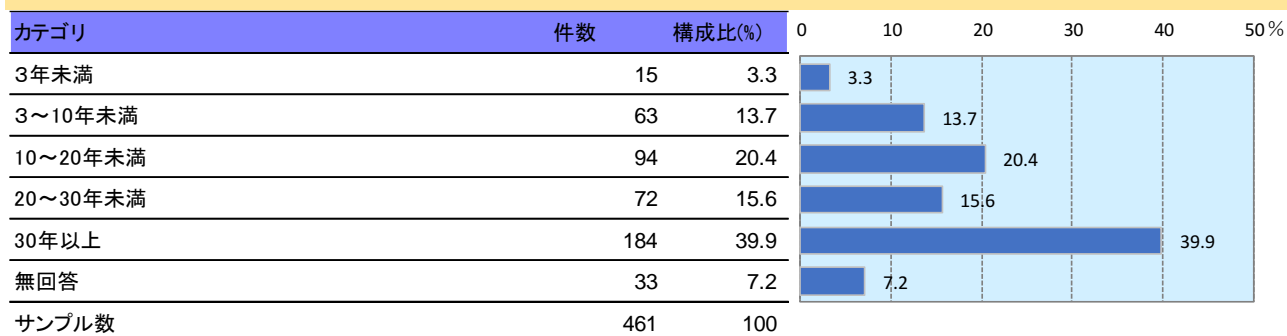 カテゴリ 件数 構成比(%) 0 10 20 30 40 50%
3年未満 15 3.3 3.3
3～10年未満 63 13.7 13.7
10～20年未満 94 20.4 20.4
20～30年未満 72 15.6 15.6
30年以上 184 39.9 39.9
無回答 33 7.2 7.2
サンプル数 461 100